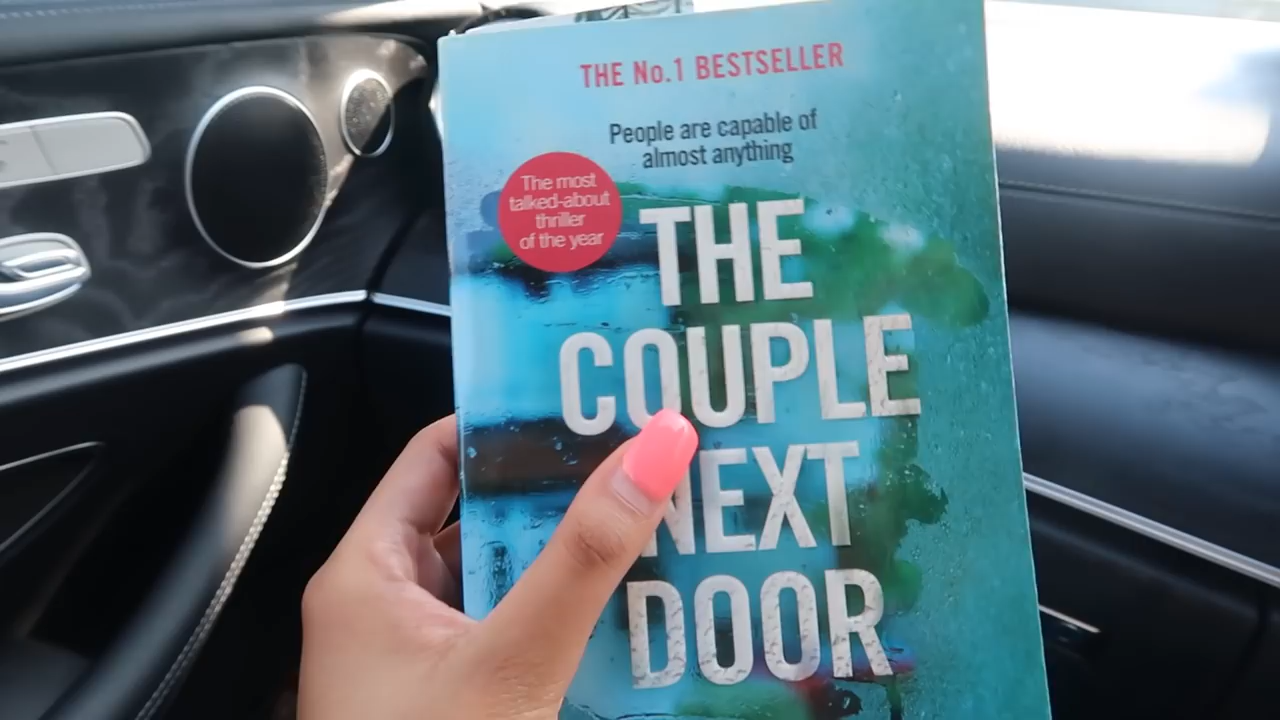 THE No.1 BESTSELLER
People are capable of
almost anything
The most
talked-about
thriller
of the year
THE
COUPLE
NEXT
DOOR